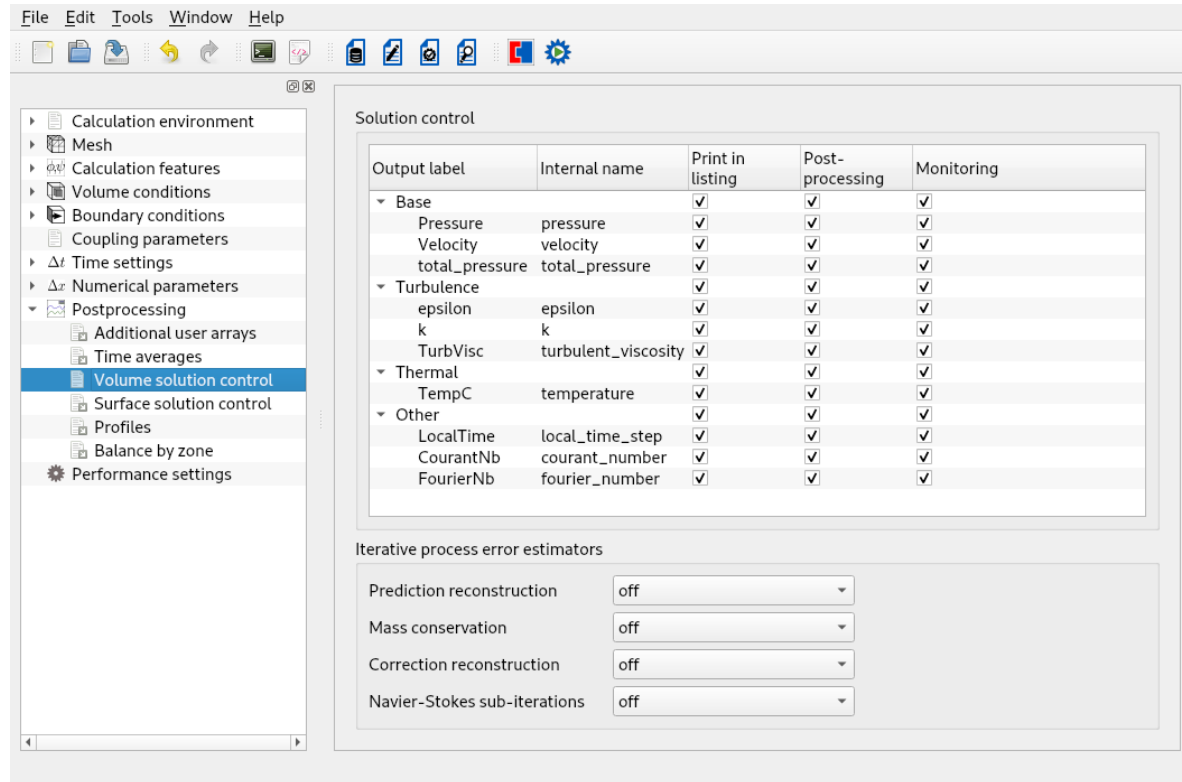 File Edit Tools Window Help
Calculation environment
Mesh
Calculation features
Volume conditions
Boundary conditions
Coupling parameters
Δt Time settings
Δx Numerical parameters
Postprocessing
Additional user arrays
Time averages
Volume solution control
Surface solution control
Profiles
Balance by zone
Performance settings
Solution control
Output label Internal name Print in listing Post-processing Monitoring
Base
Pressure pressure
Velocity velocity
total_pressure total_pressure
Turbulence
epsilon epsilon
k k
TurbVisc turbulent_viscosity
Thermal
TempC temperature
Other
LocalTime local_time_step
CourantNb courant_number
FourierNb fourier_number
Iterative process error estimators
Prediction reconstruction off
Mass conservation off
Correction reconstruction off
Navier-Stokes sub-iterations off